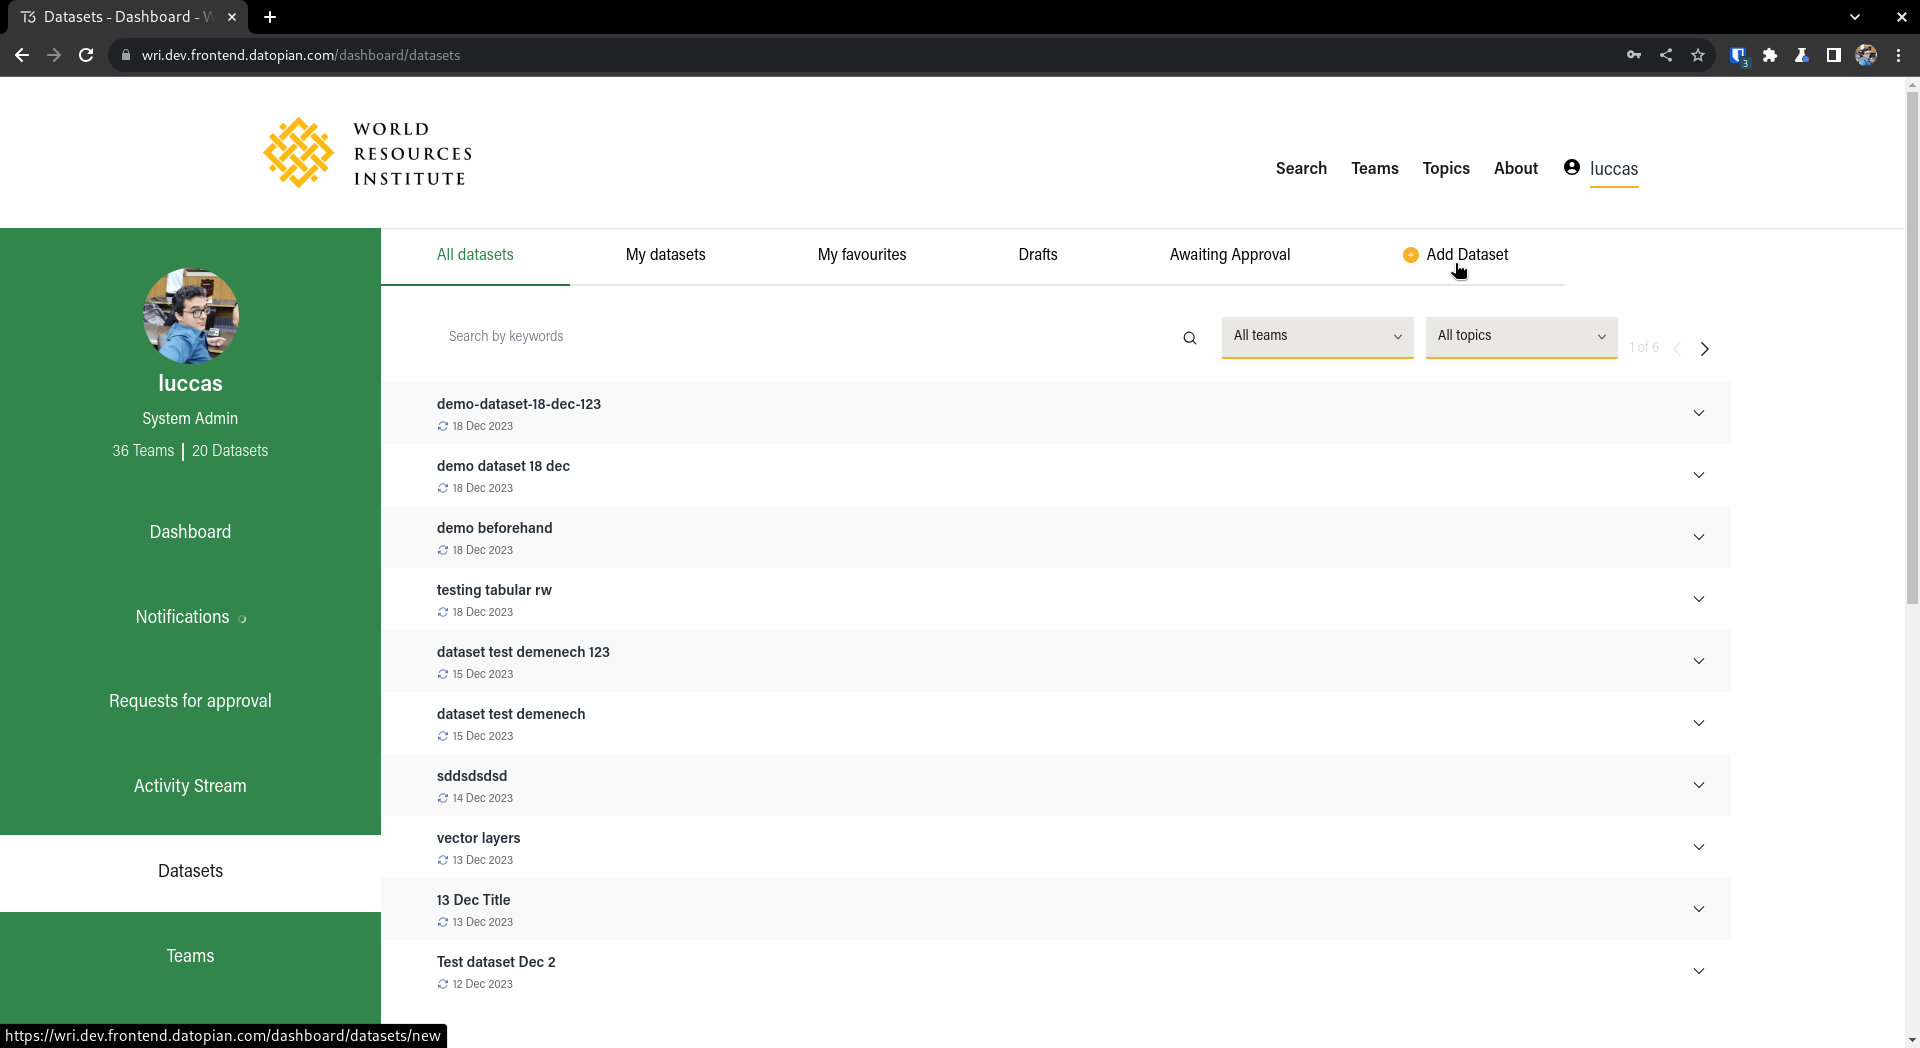 Datasets - Dashboard - W
wri.dev.frontend.datopian.com/dashboard/datasets
3
WORLD
RESOURCES
INSTITUTE
Search
Teams
Topics
About
luccas
All datasets
My datasets
My favourites
Drafts
Awaiting Approval
Add Dataset
luccas
System Admin
36 Teams | 20 Datasets
Dashboard
Notifications
Requests for approval
Activity Stream
Datasets
Teams
Search by keywords
All teams
All topics
1 of 6
demo-dataset-18-dec-123
18 Dec 2023
demo dataset 18 dec
18 Dec 2023
demo beforehand
18 Dec 2023
testing tabular rw
18 Dec 2023
dataset test demenech 123
15 Dec 2023
dataset test demenech
15 Dec 2023
sddsdsdsd
14 Dec 2023
vector layers
13 Dec 2023
13 Dec Title
13 Dec 2023
Test dataset Dec 2
12 Dec 2023
https://wri.dev.frontend.datopian.com/dashboard/datasets/new